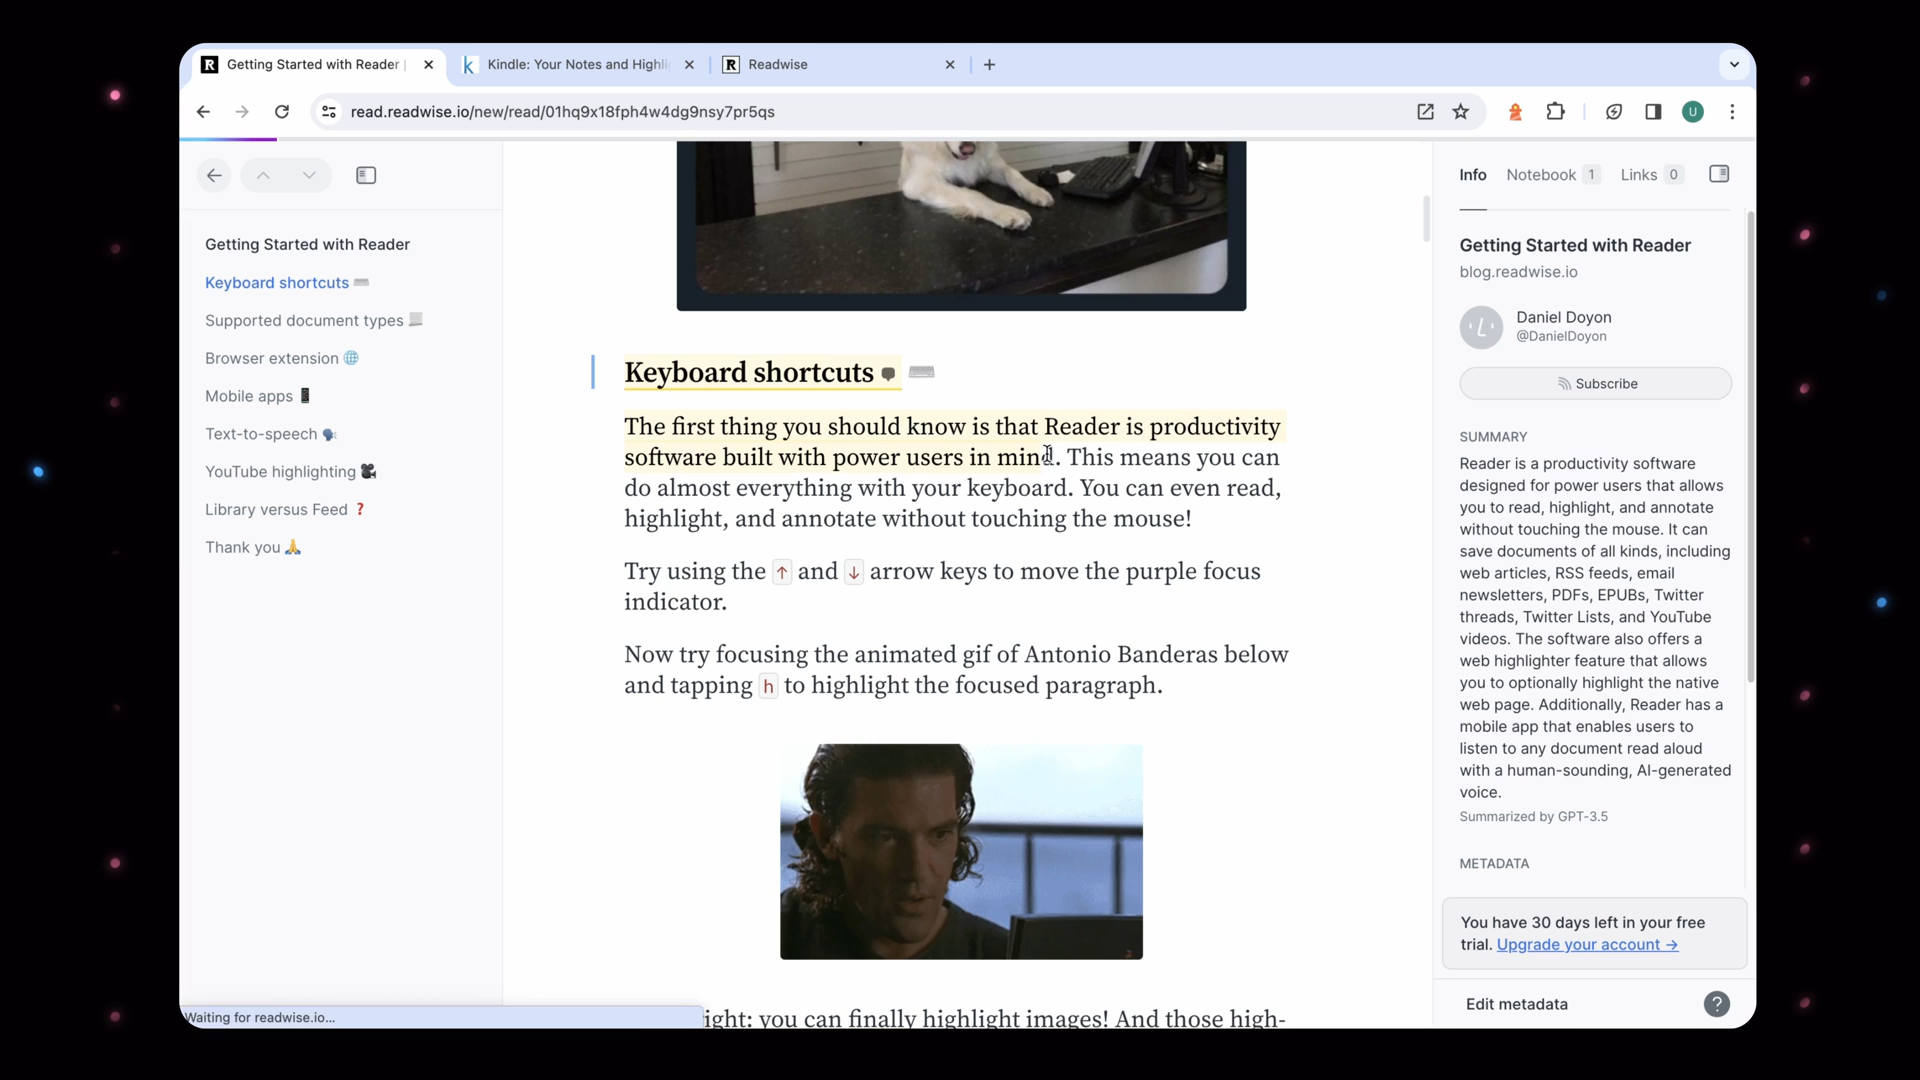 Getting Started with Reader |
Kindle: Your Notes and Highli
Readwise
read.readwise.io/new/read/01hq9x18fph4w4dg9nsy7pr5qs
U
Getting Started with Reader
Keyboard shortcuts
Supported document types
Browser extension
Mobile apps
Text-to-speech
YouTube highlighting
Library versus Feed ❓
Thank you 🙏
Keyboard shortcuts
The first thing you should know is that Reader is productivity
software built with power users in mind. This means you can
do almost everything with your keyboard. You can even read,
highlight, and annotate without touching the mouse!
Try using the ↑ and ↓ arrow keys to move the purple focus
indicator.
Now try focusing the animated gif of Antonio Banderas below
and tapping h to highlight the focused paragraph.
ight: you can finally highlight images! And those high-
Waiting for readwise.io...
Info Notebook 1 Links 0
Getting Started with Reader
blog.readwise.io
Daniel Doyon
@DanielDoyon
Subscribe
SUMMARY
Reader is a productivity software
designed for power users that allows
you to read, highlight, and annotate
without touching the mouse. It can
save documents of all kinds, including
web articles, RSS feeds, email
newsletters, PDFs, EPUBs, Twitter
threads, Twitter Lists, and YouTube
videos. The software also offers a
web highlighter feature that allows
you to optionally highlight the native
web page. Additionally, Reader has a
mobile app that enables users to
listen to any document read aloud
with a human-sounding, AI-generated
voice.
Summarized by GPT-3.5
METADATA
You have 30 days left in your free
trial. Upgrade your account →
Edit metadata
?